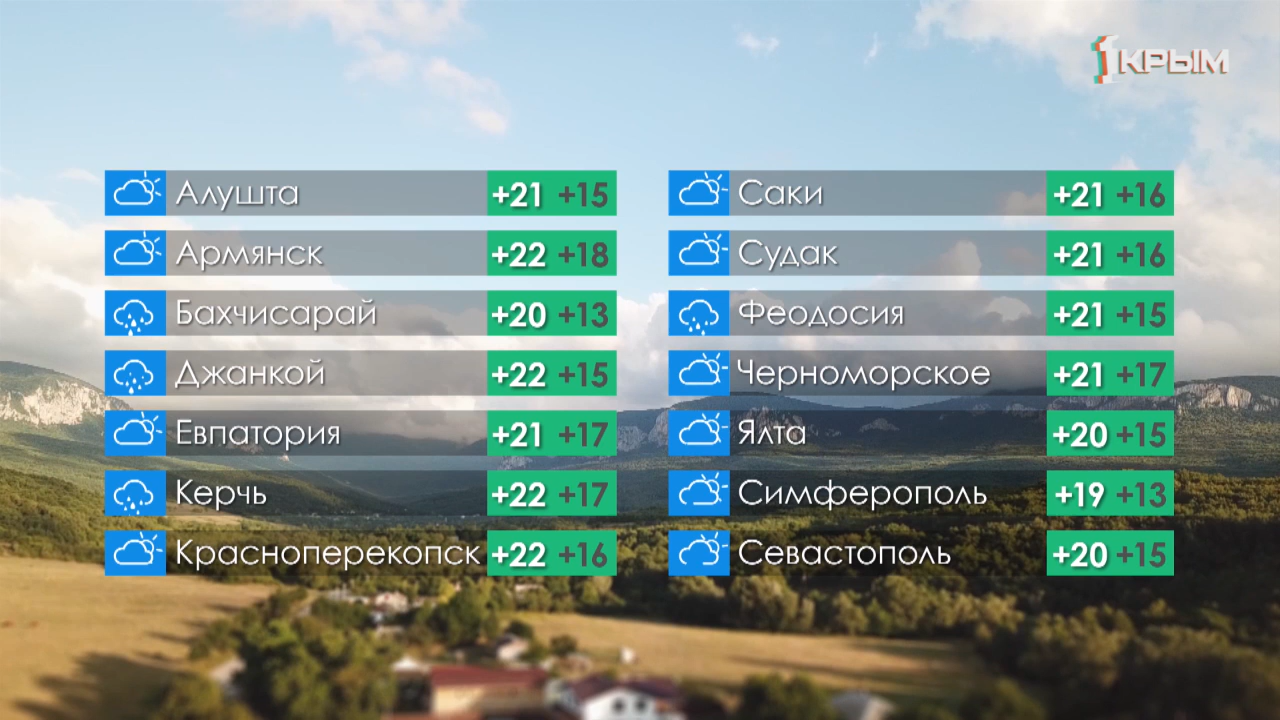 1 КРЫМ
Алушта +21 +15
Армянск +22 +18
Бахчисарай +20 +13
Джанкой +22 +15
Евпатория +21 +17
Керчь +22 +17
Красноперекопск +22 +16
Саки +21 +16
Судак +21 +16
Феодосия +21 +15
Черноморское +21 +17
Ялта +20 +15
Симферополь +19 +13
Севастополь +20 +15